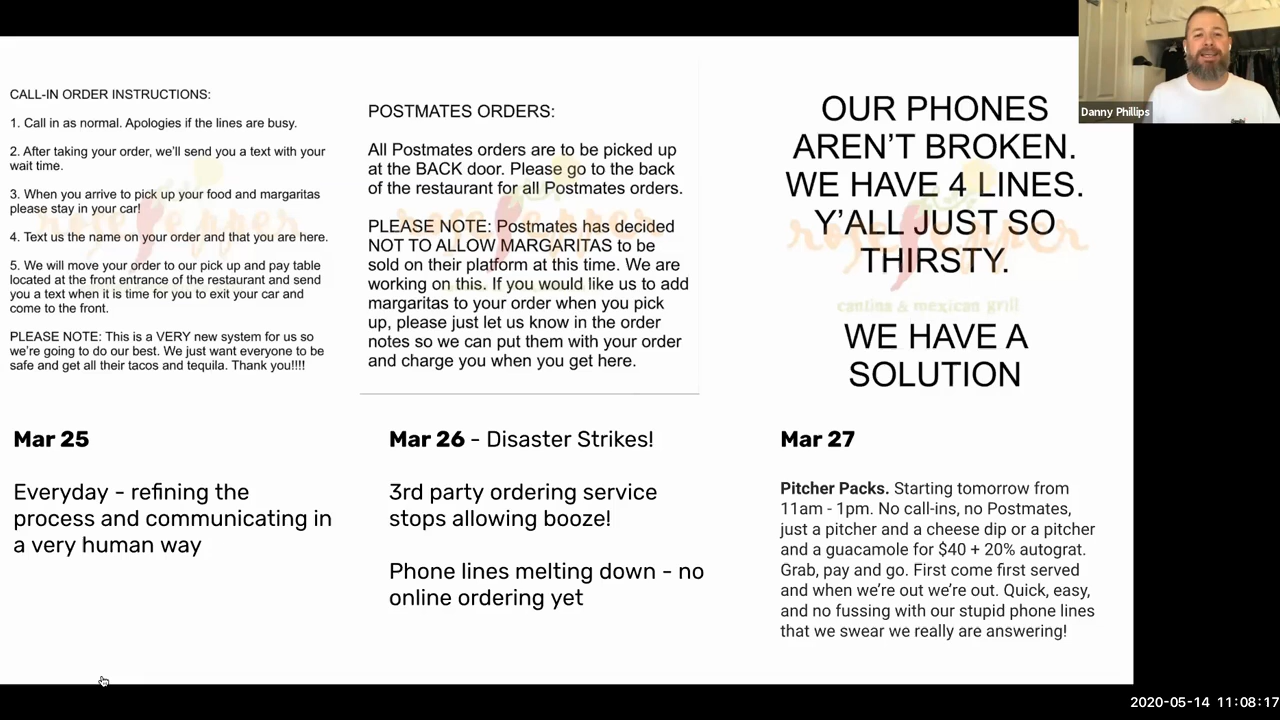 CALL-IN ORDER INSTRUCTIONS:
1. Call in as normal. Apologies if the lines are busy.
2. After taking your order, we'll send you a text with your
wait time.
3. When you arrive to pick up your food and margaritas
please stay in your car!
4. Text us the name on your order and that you are here.
5. We will move your order to our pick up and pay table
located at the front entrance of the restaurant and send
you a text when it is time for you to exit your car and
come to the front.
PLEASE NOTE: This is a VERY new system for us so
we're going to do our best. We just want everyone to be
safe and get all their tacos and tequila. Thank you!!!!
Mar 25
Everyday - refining the
process and communicating in
a very human way
POSTMATES ORDERS:
All Postmates orders are to be picked up
at the BACK door. Please go to the back
of the restaurant for all Postmates orders.
PLEASE NOTE: Postmates has decided
NOT TO ALLOW MARGARITAS to be
sold on their platform at this time. We are
working on this. If you would like us to add
margaritas to your order when you pick
up, please just let us know in the order
notes so we can put them with your order
and charge you when you get here.
Mar 26 - Disaster Strikes!
3rd party ordering service
stops allowing booze!
Phone lines melting down - no
online ordering yet
OUR PHONES
AREN'T BROKEN.
WE HAVE 4 LINES.
Y'ALL JUST SO
THIRSTY.
rosepepper
cantina & mexican grill
WE HAVE A
SOLUTION
Mar 27
Pitcher Packs. Starting tomorrow from
11am - 1pm. No call-ins, no Postmates,
just a pitcher and a cheese dip or a pitcher
and a guacamole for $40 + 20% autograt.
Grab, pay and go. First come first served
and when we're out we're out. Quick, easy,
and no fussing with our stupid phone lines
that we swear we really are answering!
Danny Phillips
2020-05-14 11:08:17